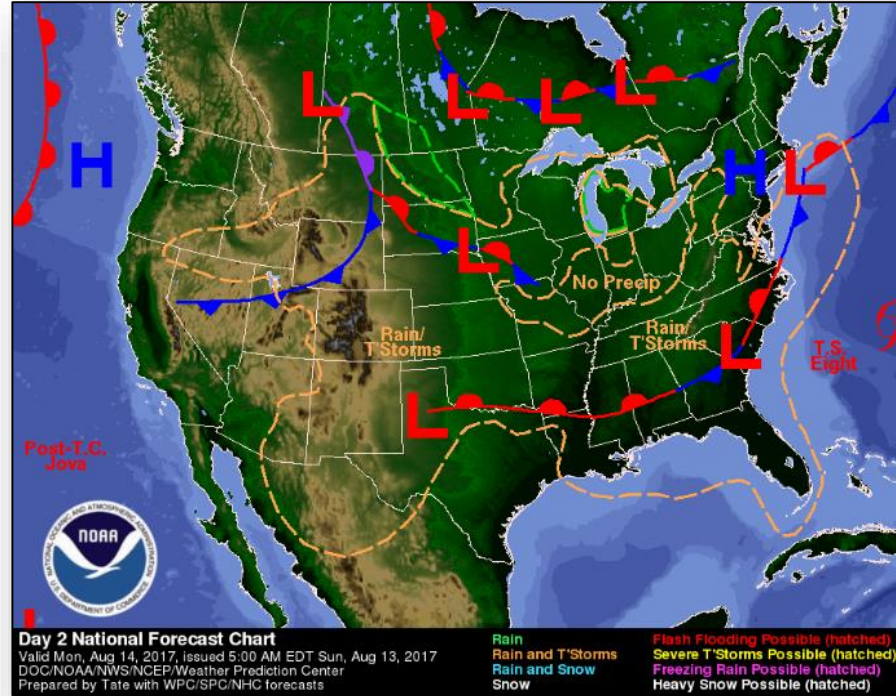 L
L
L
L
L
H
H
L
L
No Precip
Rain/
T'Storms
Rain/
T'Storms
L
T.S.
Eight
L
Post-T.C.
Jova
NATIONAL OCEANIC AND ATMOSPHERIC ADMINISTRATION
NOAA
U.S. DEPARTMENT OF COMMERCE
Day 2 National Forecast Chart
Valid Mon, Aug 14, 2017, issued 5:00 AM EDT Sun, Aug 13, 2017
DOC/NOAA/NWS/NCEP/Weather Prediction Center
Prepared by Tate with WPC/SPC/NHC forecasts
Rain
Rain and T'Storms
Rain and Snow
Snow
Flash Flooding Possible (hatched)
Severe T'Storms Possible (hatched)
Freezing Rain Possible (hatched)
Heavy Snow Possible (hatched)